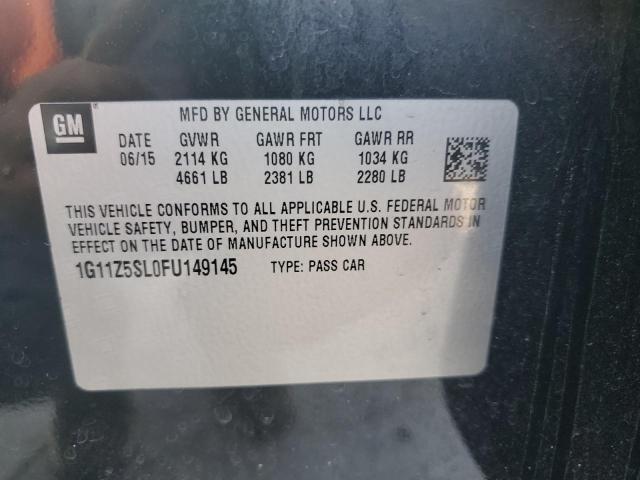 GM
MFD BY GENERAL MOTORS LLC
DATE GVWR GAWR FRT GAWR RR
06/15 2114 KG 1080 KG 1034 KG
4661 LB 2381 LB 2280 LB
THIS VEHICLE CONFORMS TO ALL APPLICABLE U.S. FEDERAL MOTOR
VEHICLE SAFETY, BUMPER, AND THEFT PREVENTION STANDARDS IN
EFFECT ON THE DATE OF MANUFACTURE SHOWN ABOVE.
1G11Z5SL0FU149145 TYPE: PASS CAR